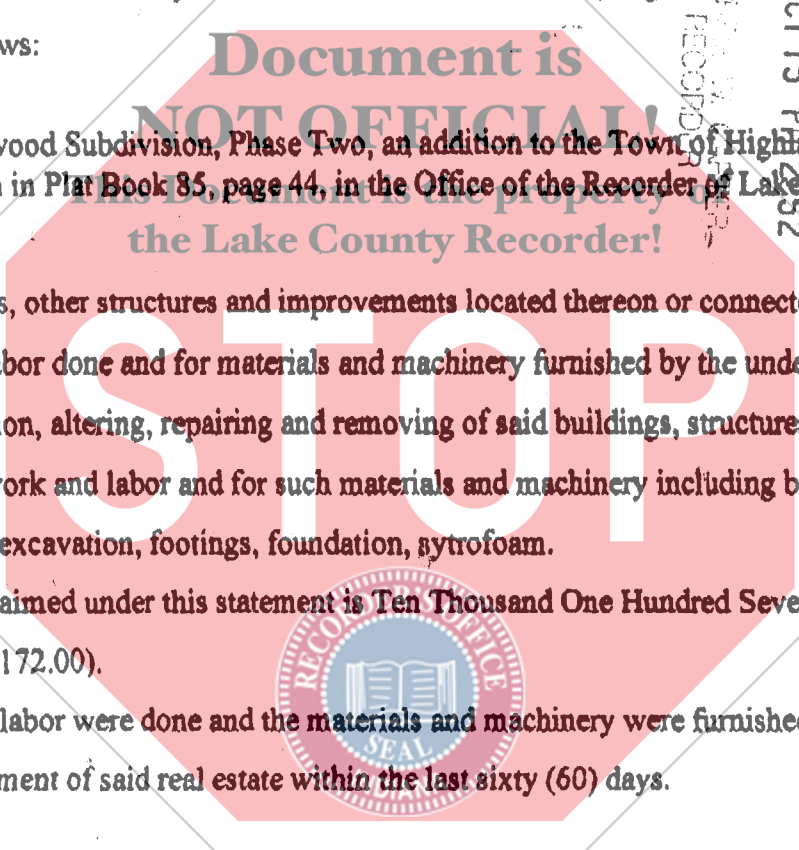 ws:
Document is
NOT OFFICIAL!
wood Subdivision, Phase Two, an addition to the Town of Highl
in Plat Book 85, page 44, in the Office of the Recorder of Lake
This Document is the property of
the Lake County Recorder!
s, other structures and improvements located thereon or connect
bor done and for materials and machinery furnished by the unde
on, altering, repairing and removing of said buildings, structure
ork and labor and for such materials and machinery including b
excavation, footings, foundation, sytrofoam.
aimed under this statement is Ten Thousand One Hundred Seve
172.00).
labor were done and the materials and machinery were furnished
ment of said real estate within the last sixty (60) days.
STOP
RECORDER'S OFFICE
SEAL
INDIANA
RECORDER